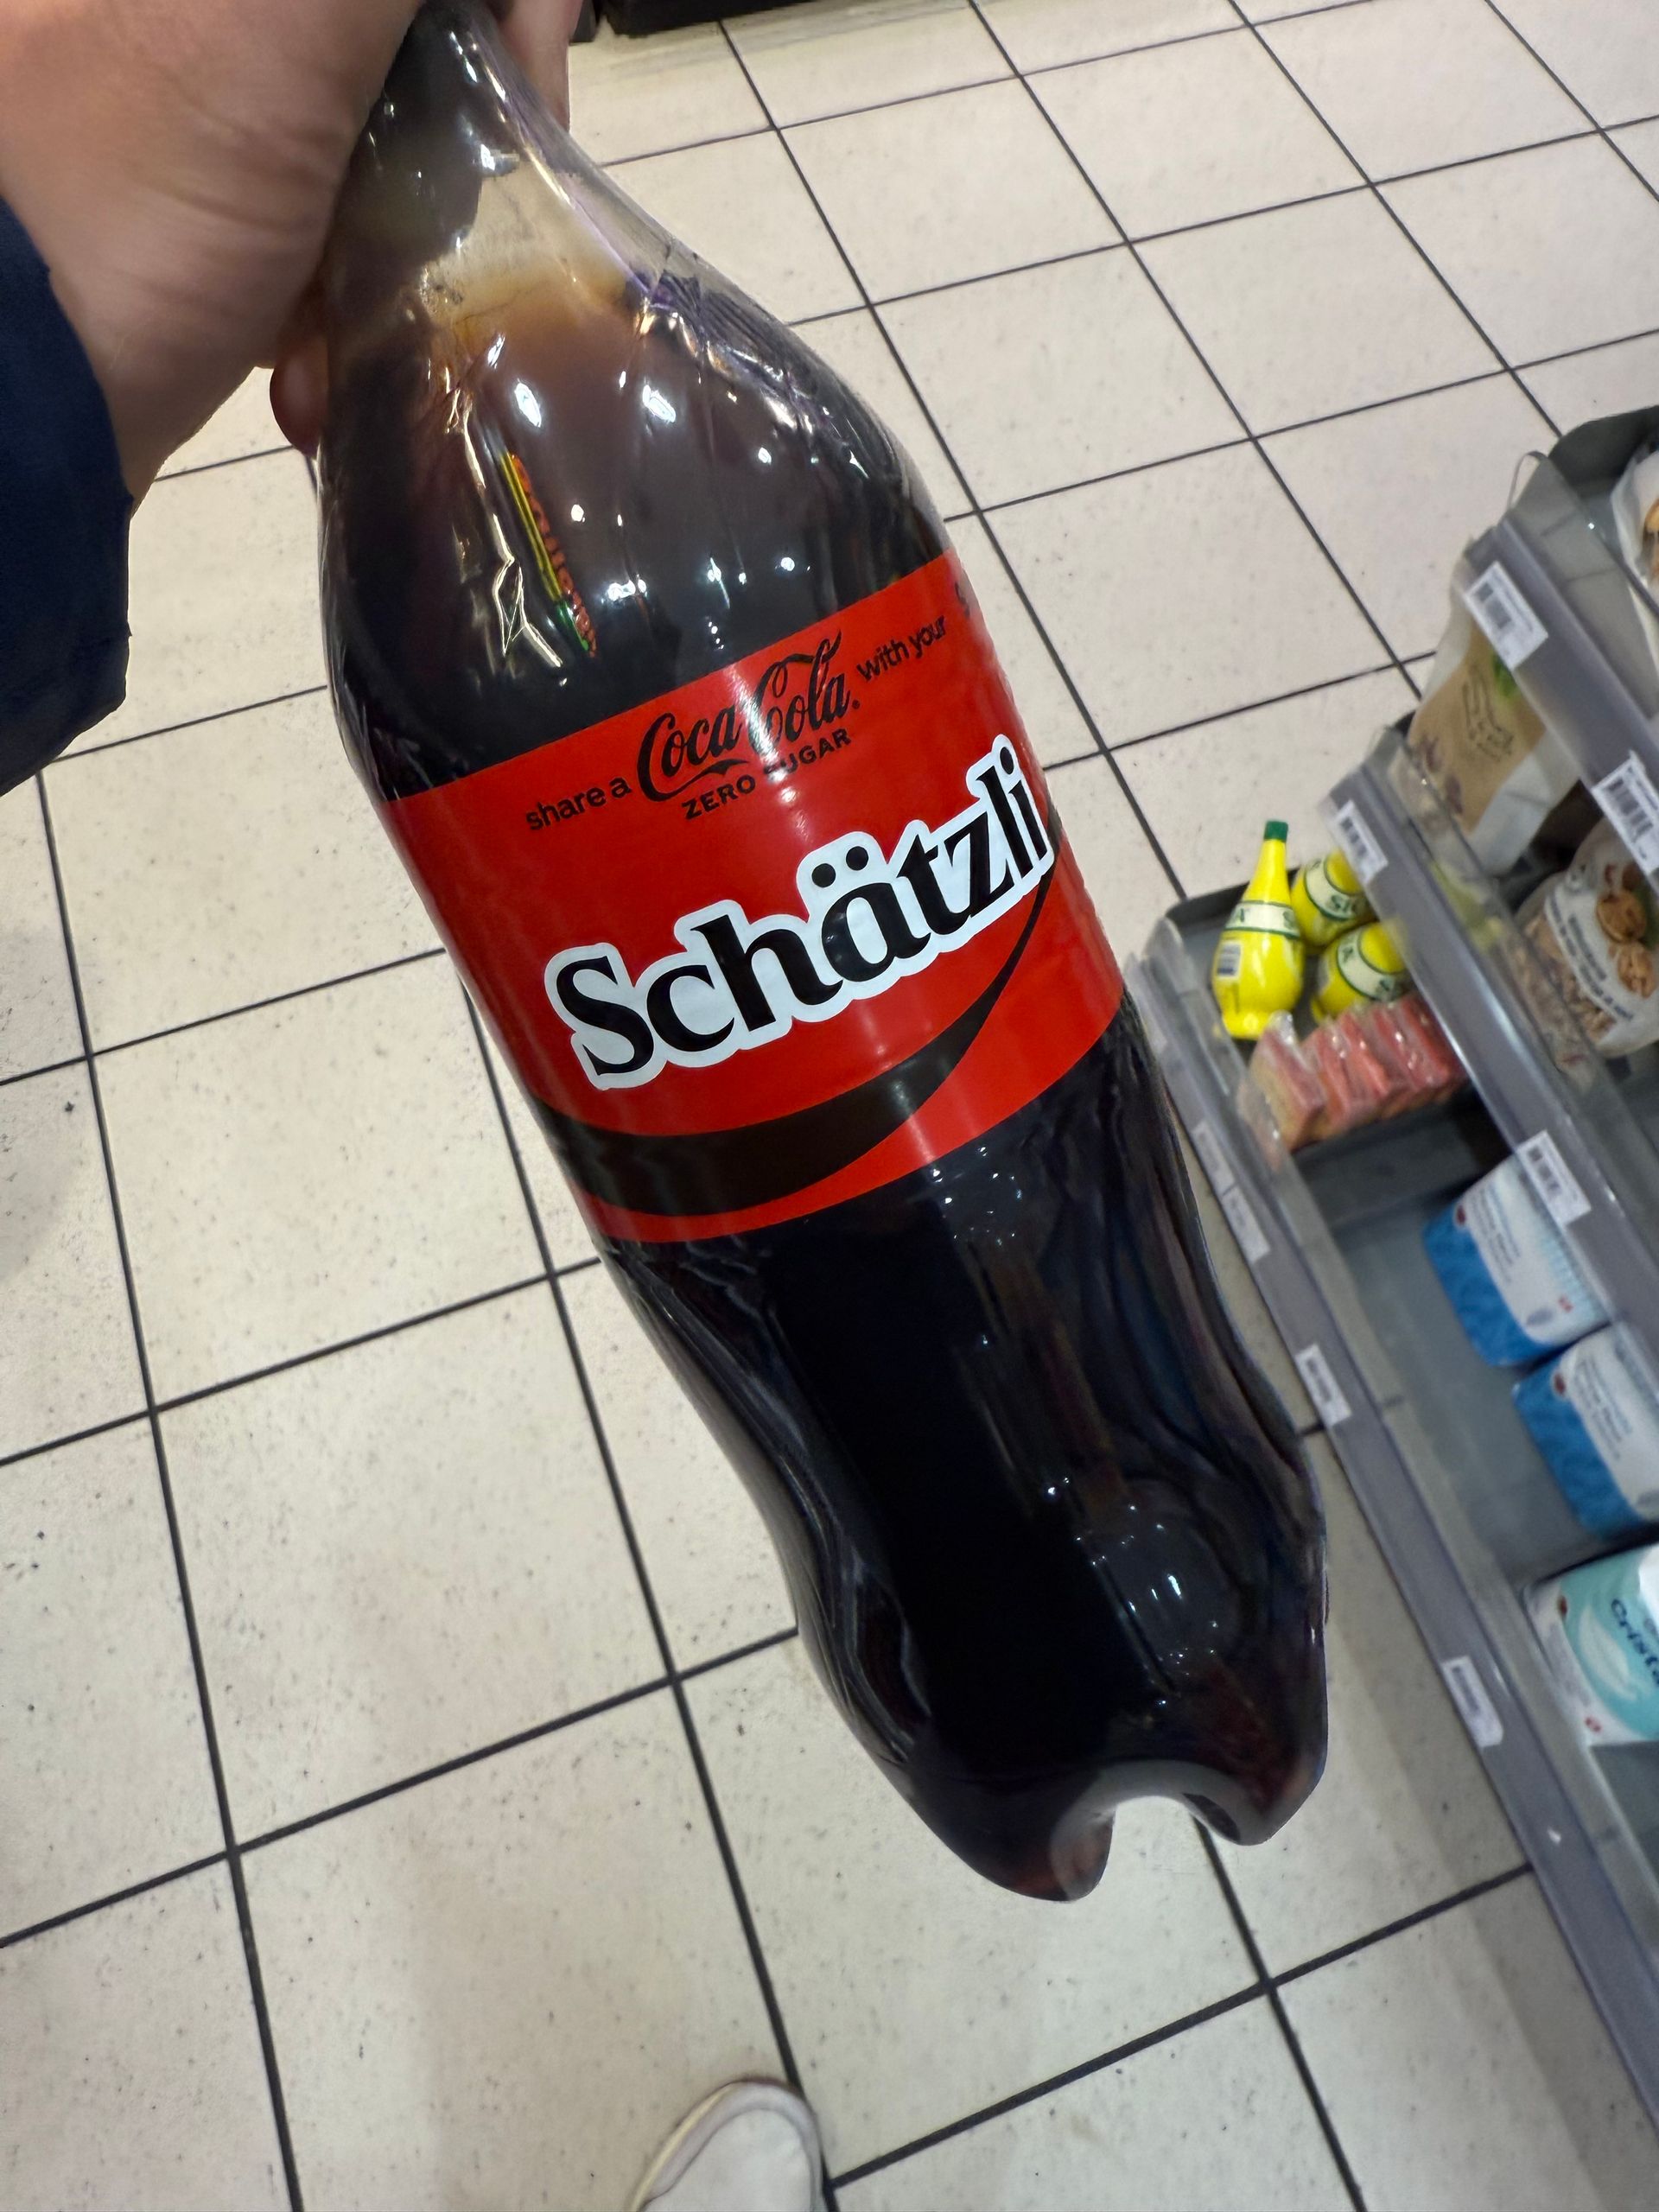 share a Coca-Cola with your
ZERO SUGAR
Schätzli